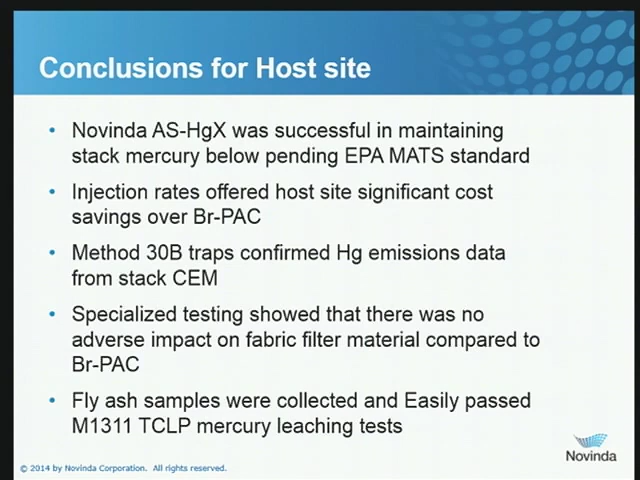 Conclusions for Host site
• Novinda AS-HgX was successful in maintaining
stack mercury below pending EPA MATS standard
• Injection rates offered host site significant cost
savings over Br-PAC
• Method 30B traps confirmed Hg emissions data
from stack CEM
• Specialized testing showed that there was no
adverse impact on fabric filter material compared to
Br-PAC
• Fly ash samples were collected and Easily passed
M1311 TCLP mercury leaching tests
Novinda
© 2014 by Novinda Corporation. All rights reserved.